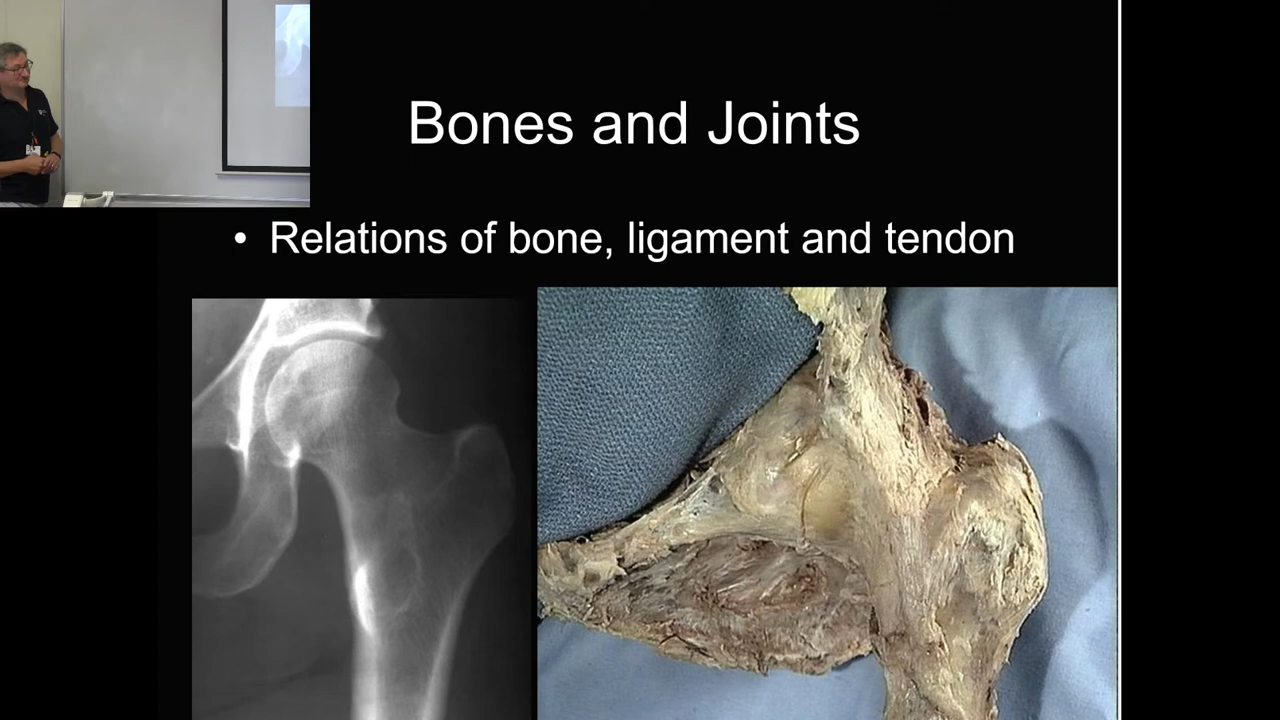 Bones and Joints
• Relations of bone, ligament and tendon